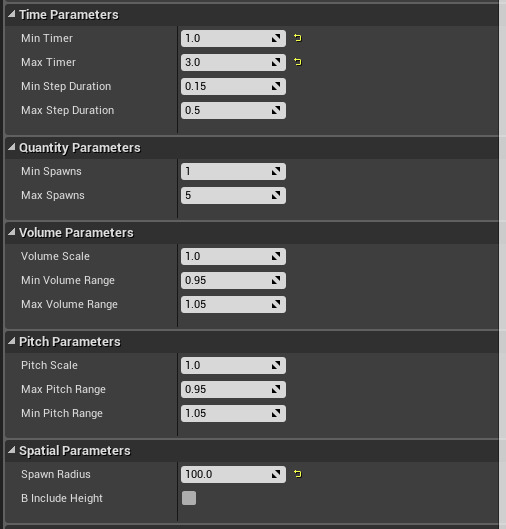 Time Parameters
Min Timer 1.0
Max Timer 3.0
Min Step Duration 0.15
Max Step Duration 0.5
Quantity Parameters
Min Spawns 1
Max Spawns 5
Volume Parameters
Volume Scale 1.0
Min Volume Range 0.95
Max Volume Range 1.05
Pitch Parameters
Pitch Scale 1.0
Max Pitch Range 0.95
Min Pitch Range 1.05
Spatial Parameters
Spawn Radius 100.0
B Include Height